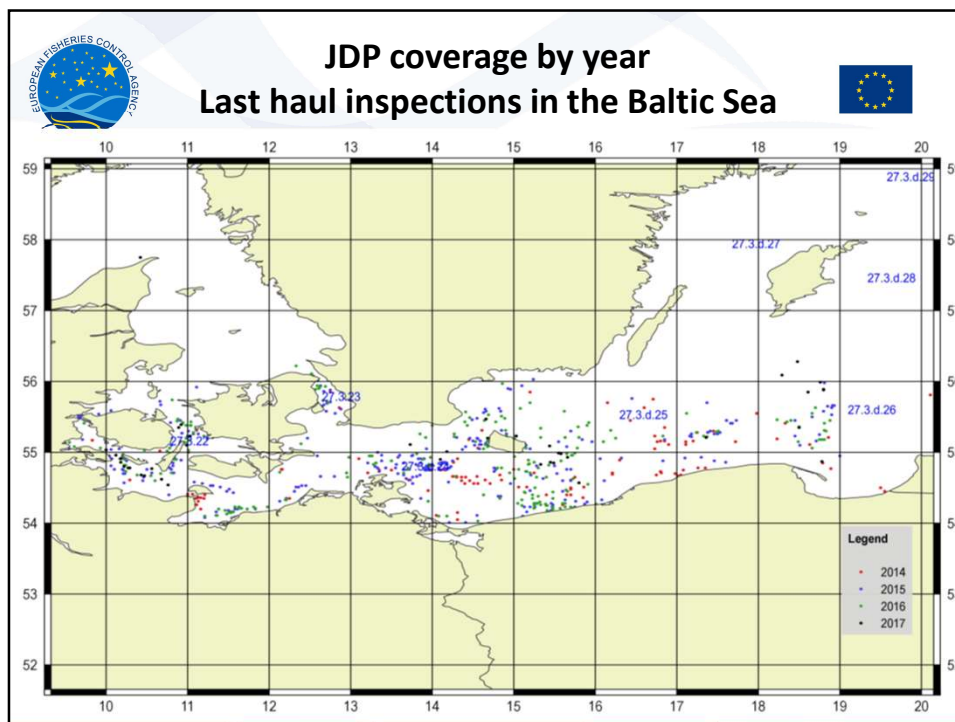 EUROPEAN FISHERIES CONTROL AGENCY
JDP coverage by year
Last haul inspections in the Baltic Sea
10 11 12 13 14 15 16 17 18 19 20
59
27.3.d.29
58
27.3.d.27
27.3.d.28
57
56
27.3.23
27.3.d.25
27.3.d.26
27.3.22
55
54
Legend
2014
2015
2016
2017
53
52
10 11 12 13 14 15 16 17 18 19 20